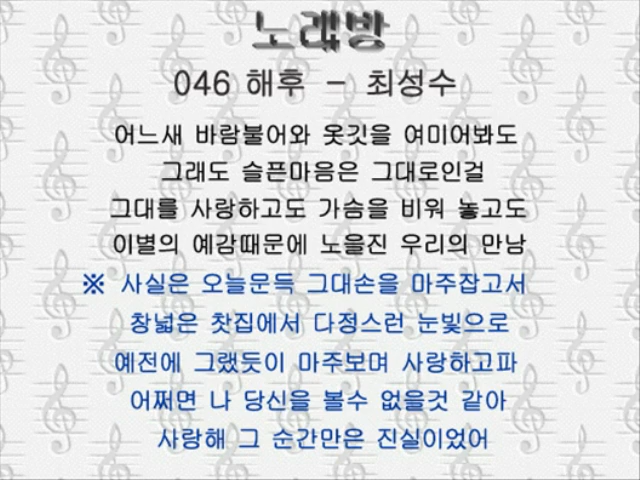 노래방
046 해후 - 최성수
어느새 바람불어와 옷깃을 여미어봐도
그래도 슬픈마음은 그대로인걸
그대를 사랑하고도 가슴을 비워 놓고도
이별의 예감때문에 노을진 우리의 만남
※ 사실은 오늘문득 그대손을 마주잡고서
창넓은 찻집에서 다정스런 눈빛으로
예전에 그랬듯이 마주보며 사랑하고파
어쩌면 나 당신을 볼수 없을것 같아
사랑해 그 순간만은 진실이었어